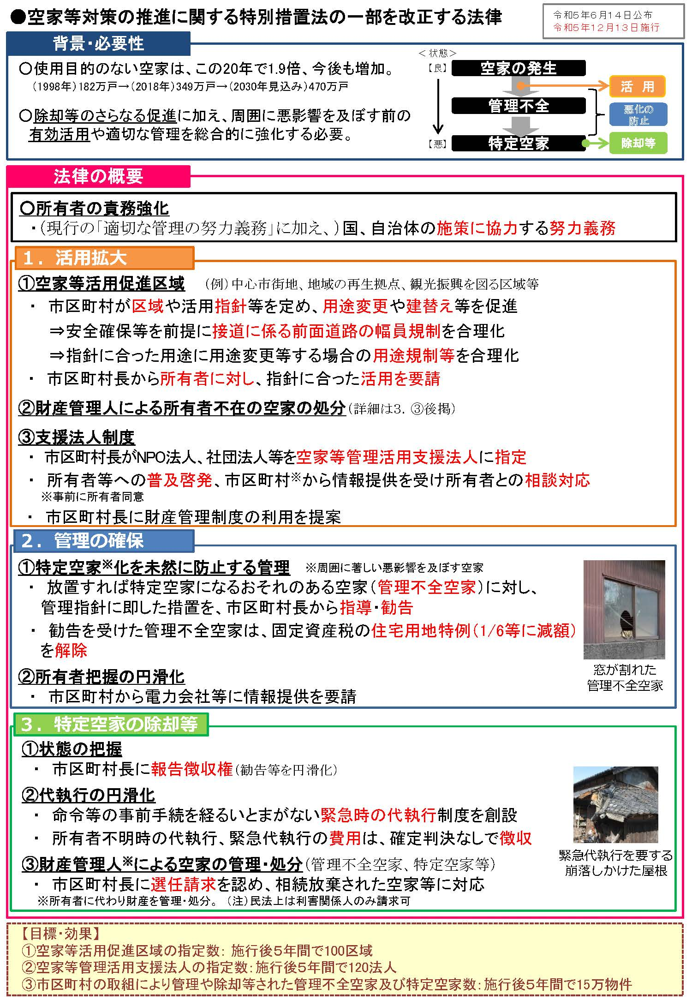 ●空家等対策の推進に関する特別措置法の一部を改正する法律
令和5年6月14日公布
令和5年12月13日施行
背景・必要性
〇使用目的のない空家は、この20年で1.9倍、今後も増加。
(1998年)182万戸→(2018年)349万戸→(2030年見込み)470万戸
〇除却等のさらなる促進に加え、周囲に悪影響を及ぼす前の
有効活用や適切な管理を総合的に強化する必要。
＜状態＞
【良】
空家の発生
活　用
管理不全
悪化の
防止
【悪】
特定空家
除却等
法律の概要
〇所有者の責務強化
・(現行の「適切な管理の努力義務」に加え、)国、自治体の施策に協力する努力義務
１．活用拡大
①空家等活用促進区域　(例)中心市街地、地域の再生拠点、観光振興を図る区域等
・ 市区町村が区域や活用指針等を定め、用途変更や建替え等を促進
⇒安全確保等を前提に接道に係る前面道路の幅員規制を合理化
⇒指針に合った用途に用途変更等する場合の用途規制等を合理化
・ 市区町村長から所有者に対し、指針に合った活用を要請
②財産管理人による所有者不在の空家の処分(詳細は３．③後掲)
③支援法人制度
・ 市区町村長がNPO法人、社団法人等を空家等管理活用支援法人に指定
・ 所有者等への普及啓発、市区町村※から情報提供を受け所有者との相談対応
※事前に所有者同意
・ 市区町村長に財産管理制度の利用を提案
２．管理の確保
①特定空家※化を未然に防止する管理　※周囲に著しい悪影響を及ぼす空家
・ 放置すれば特定空家になるおそれのある空家(管理不全空家)に対し、
管理指針に即した措置を、市区町村長から指導・勧告
・ 勧告を受けた管理不全空家は、固定資産税の住宅用地特例(1/6等に減額)
を解除
②所有者把握の円滑化
・ 市区町村から電力会社等に情報提供を要請
窓が割れた
管理不全空家
３．特定空家の除却等
①状態の把握
・ 市区町村長に報告徴収権(勧告等を円滑化)
②代執行の円滑化
・ 命令等の事前手続を経るいとまがない緊急時の代執行制度を創設
・ 所有者不明時の代執行、緊急代執行の費用は、確定判決なしで徴収
③財産管理人※による空家の管理・処分(管理不全空家、特定空家等)
・ 市区町村長に選任請求を認め、相続放棄された空家等に対応
※所有者に代わり財産を管理・処分。　(注)民法上は利害関係人のみ請求可
緊急代執行を要する
崩落しかけた屋根
【目標・効果】
①空家等活用促進区域の指定数： 施行後５年間で100区域
②空家等管理活用支援法人の指定数：施行後５年間で120法人
③市区町村の取組により管理や除却等された管理不全空家及び特定空家数：施行後５年間で15万物件